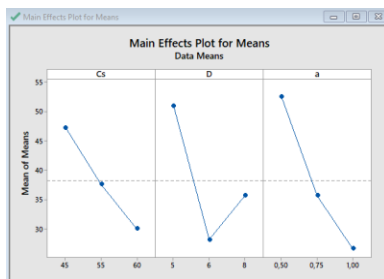 Main Effects Plot for Means
Main Effects Plot for Means
Data Means
Cs D a
55
50
45
40
35
30
Mean of Means
45 55 60 5 6 8 0,50 0,75 1,00